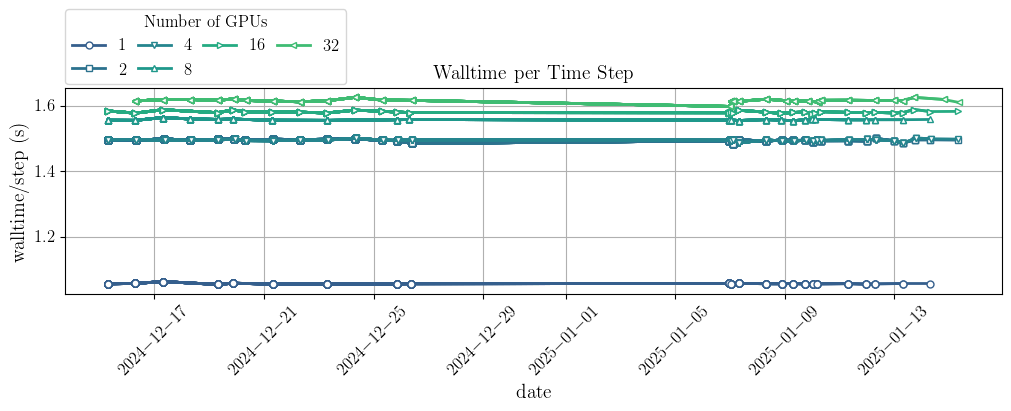 Number of GPUs
1 4 16 32
2 8
Walltime per Time Step
walltime/step (s)
1.6
1.4
1.2
2024−12−17 2024−12−21 2024−12−25 2024−12−29 2025−01−01 2025−01−05 2025−01−09 2025−01−13
date